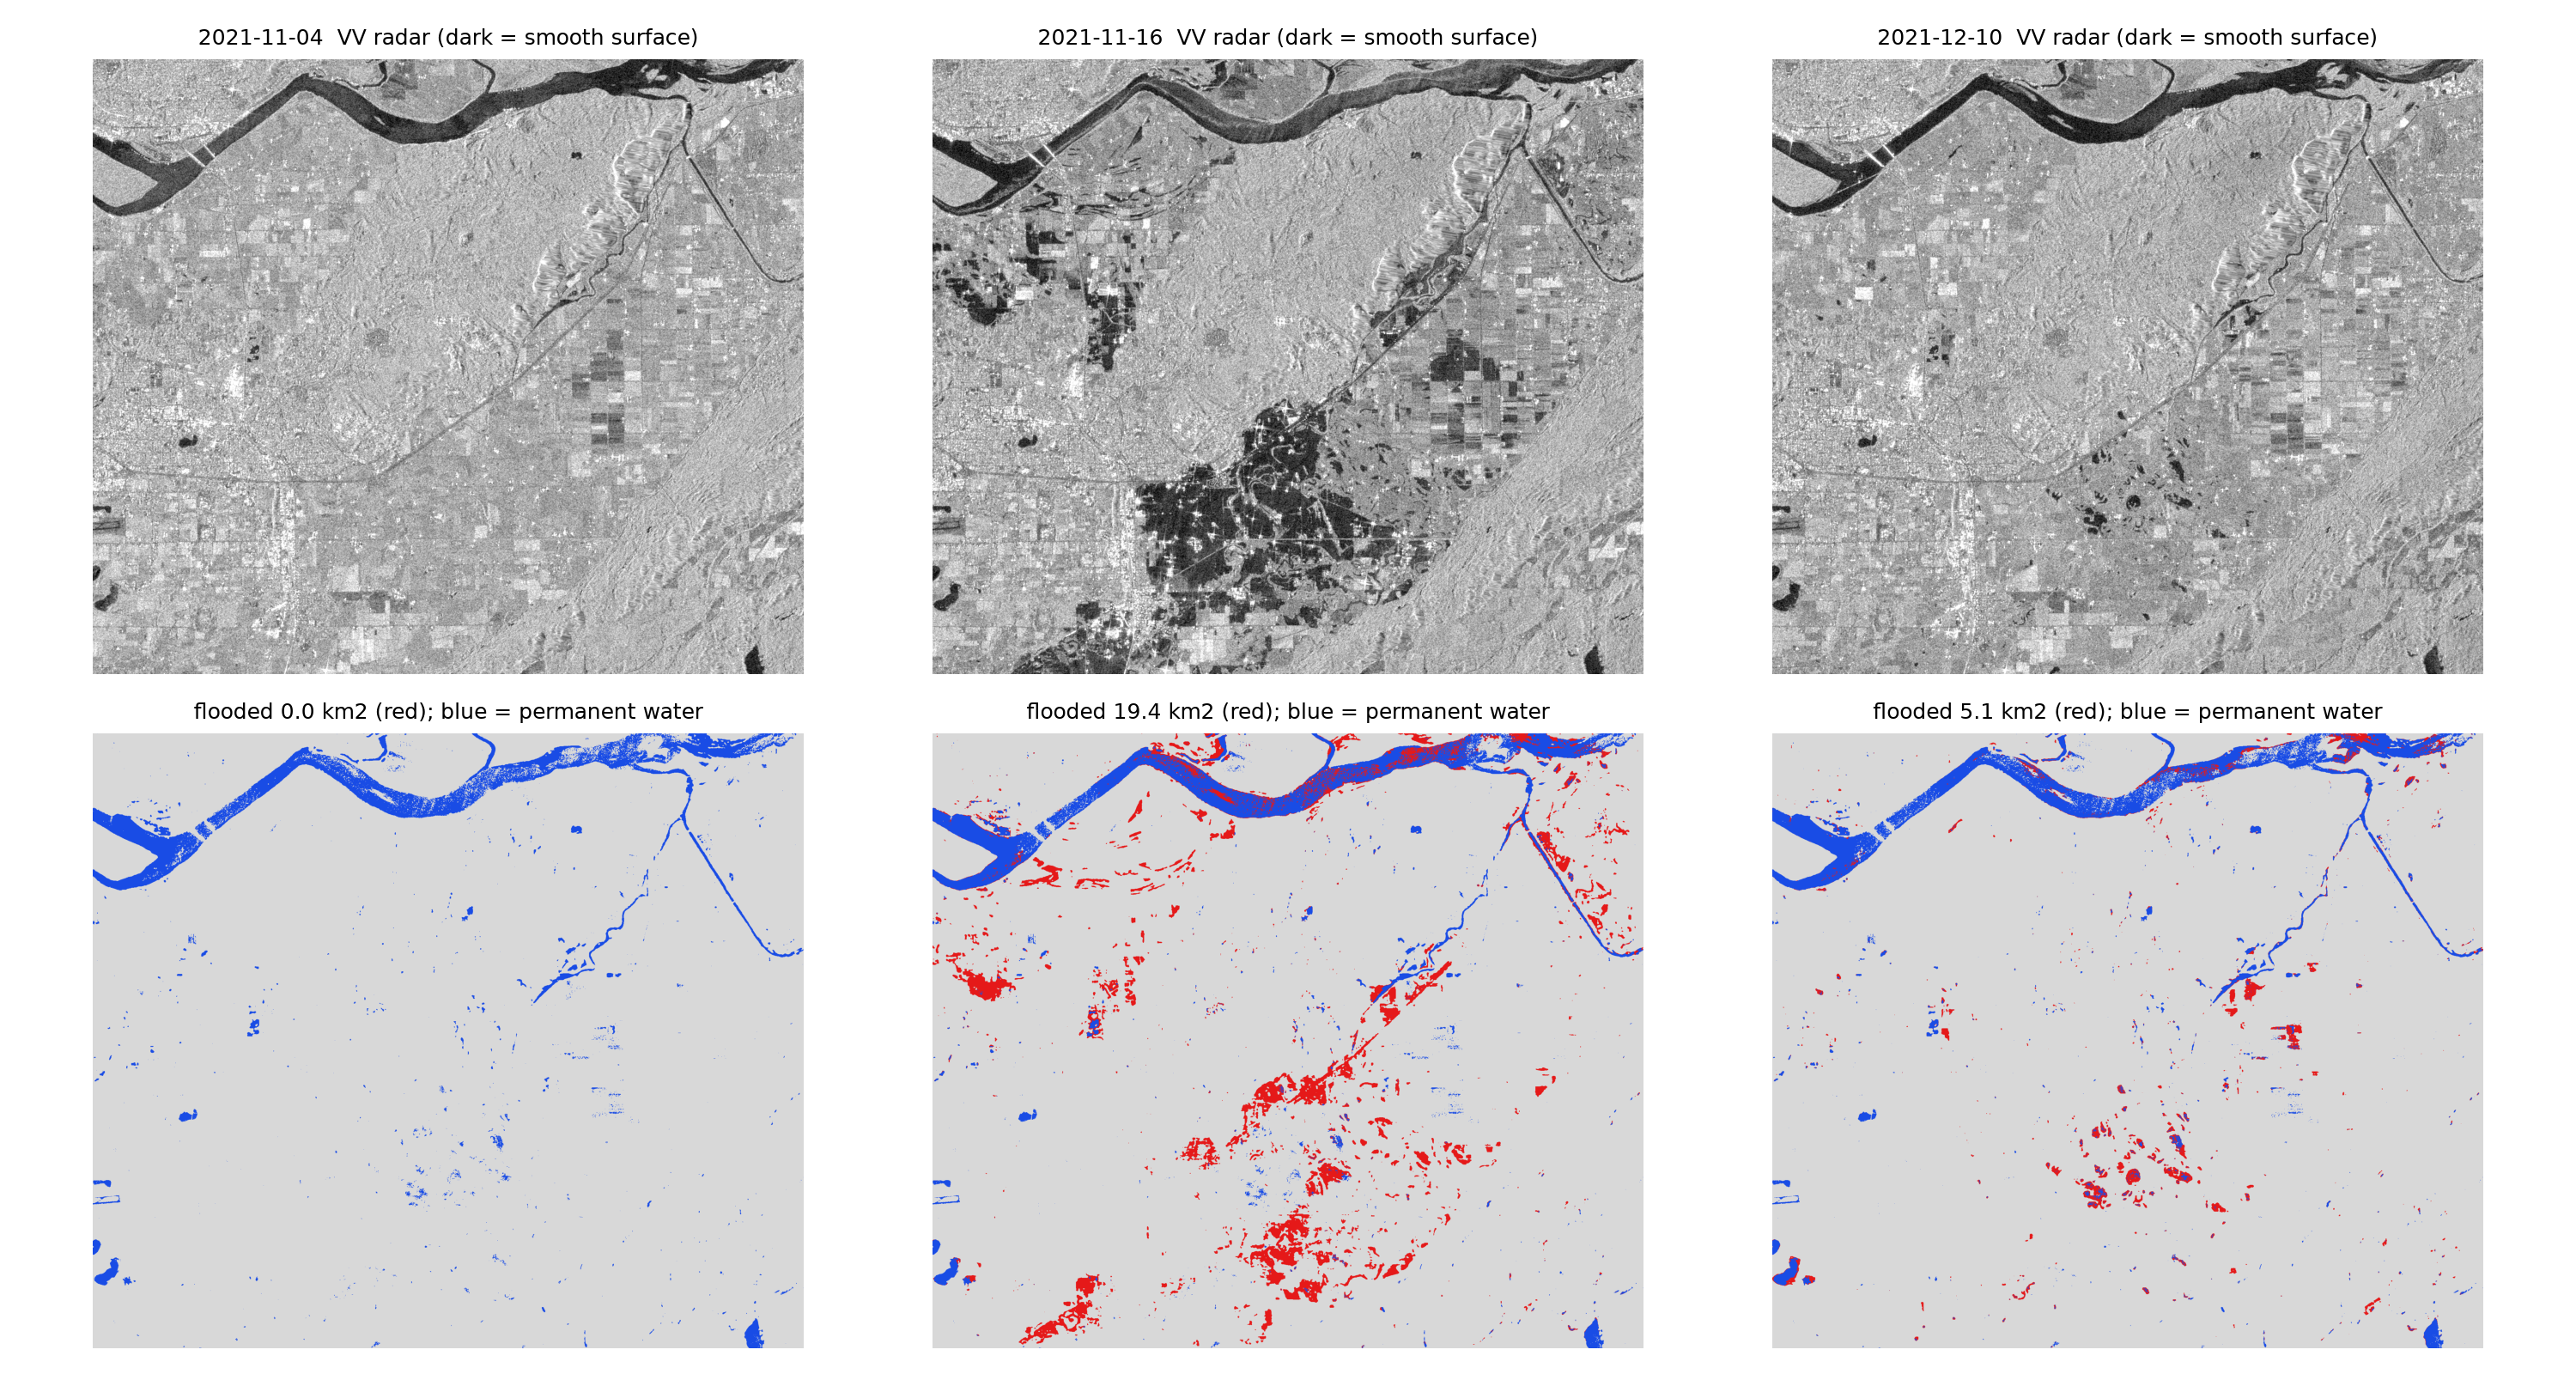 2021-11-04  VV radar (dark = smooth surface)
2021-11-16  VV radar (dark = smooth surface)
2021-12-10  VV radar (dark = smooth surface)
flooded 0.0 km2 (red); blue = permanent water
flooded 19.4 km2 (red); blue = permanent water
flooded 5.1 km2 (red); blue = permanent water